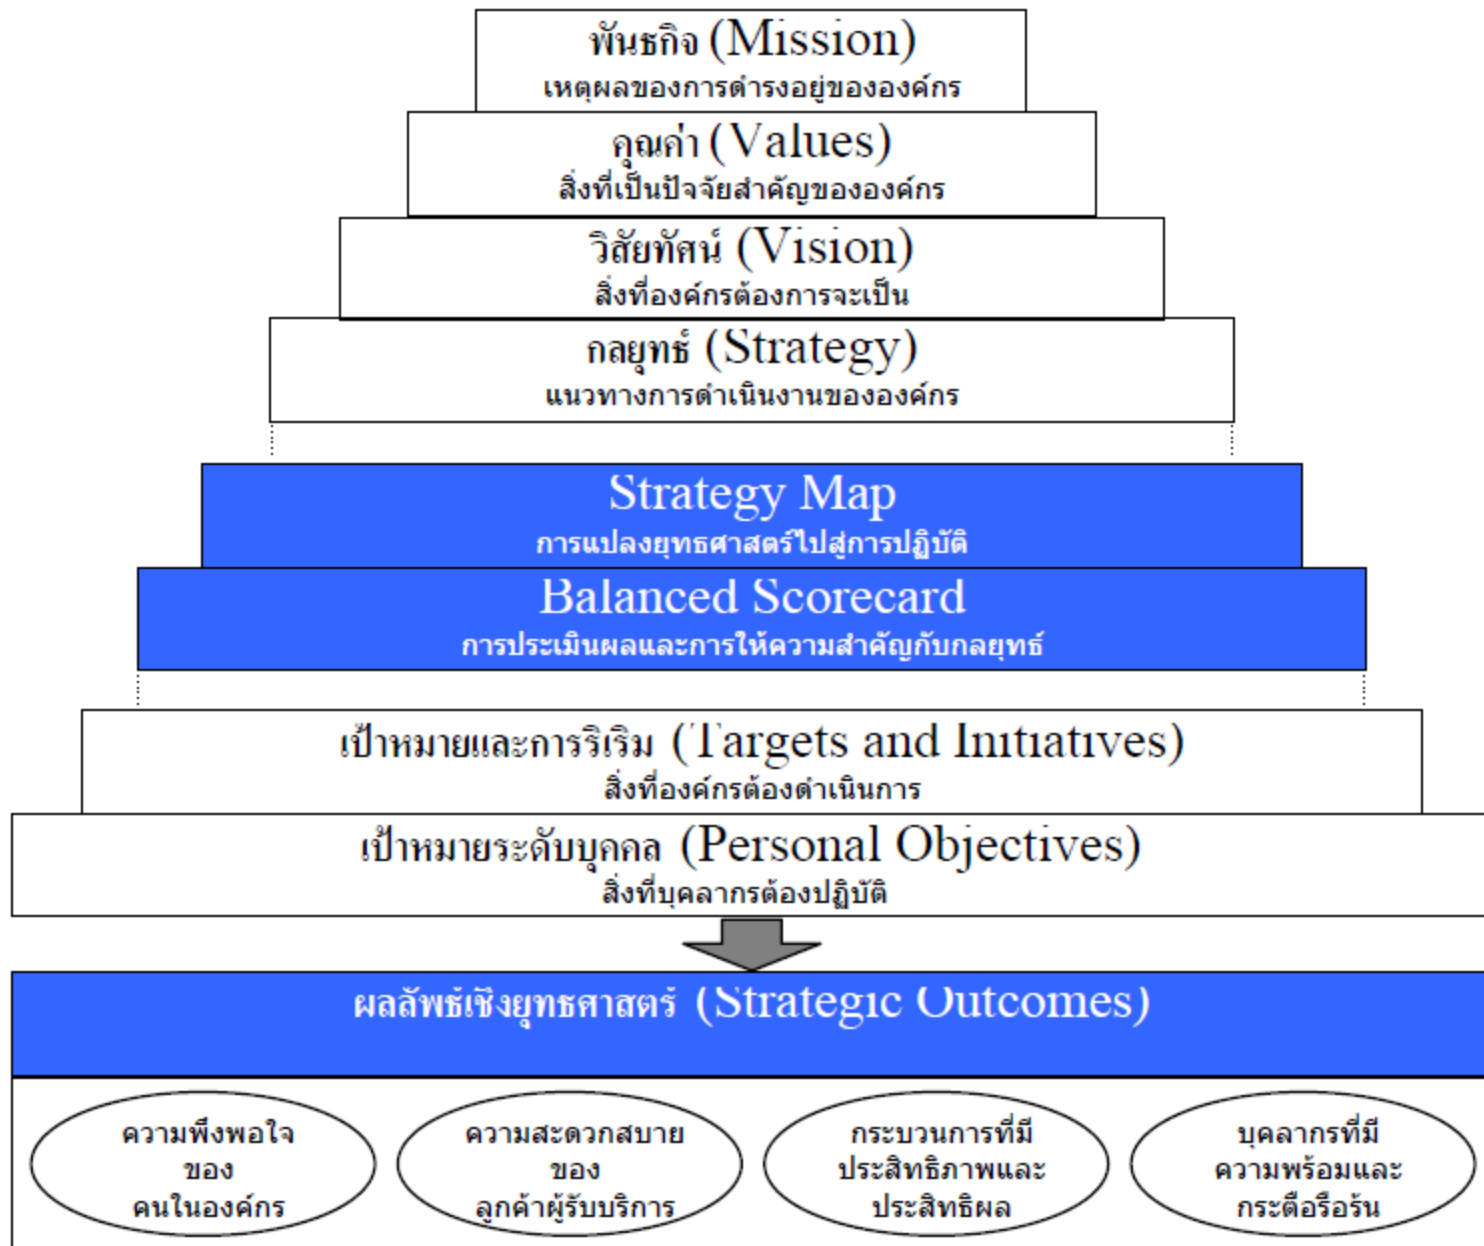 พันธกิจ (Mission)
เหตุผลของการดำรงอยู่ขององค์กร
คุณค่า (Values)
สิ่งที่เป็นปัจจัยสำคัญขององค์กร
วิสัยทัศน์ (Vision)
สิ่งที่องค์กรต้องการจะเป็น
กลยุทธ์ (Strategy)
แนวทางการดำเนินงานขององค์กร
Strategy Map
การแปลงยุทธศาสตร์ไปสู่การปฏิบัติ
Balanced Scorecard
การประเมินผลและการให้ความสำคัญกับกลยุทธ์
เป้าหมายและการริเริ่ม (Targets and Initiatives)
สิ่งที่องค์กรต้องดำเนินการ
เป้าหมายระดับบุคคล (Personal Objectives)
สิ่งที่บุคลากรต้องปฏิบัติ
ผลลัพธ์เชิงยุทธศาสตร์ (Strategic Outcomes)
ความพึงพอใจ
ของ
คนในองค์กร
ความสะดวกสบาย
ของ
ลูกค้าผู้รับบริการ
กระบวนการที่มี
ประสิทธิภาพและ
ประสิทธิผล
บุคลากรที่มี
ความพร้อมและ
กระตือรือร้น